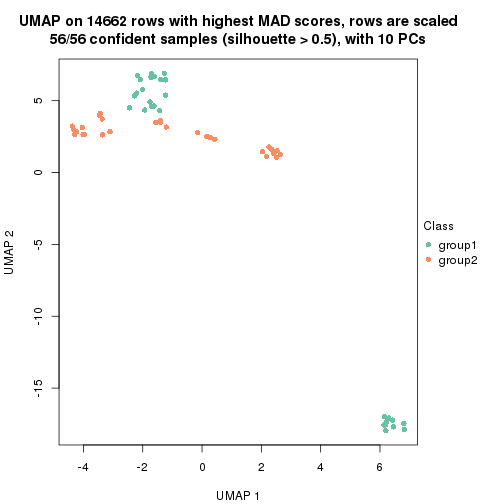 UMAP on 14662 rows with highest MAD scores, rows are scaled
56/56 confident samples (silhouette > 0.5), with 10 PCs
5
0
-5
-10
-15
UMAP 2
-4
-2
0
2
4
6
UMAP 1
Class
group1
group2